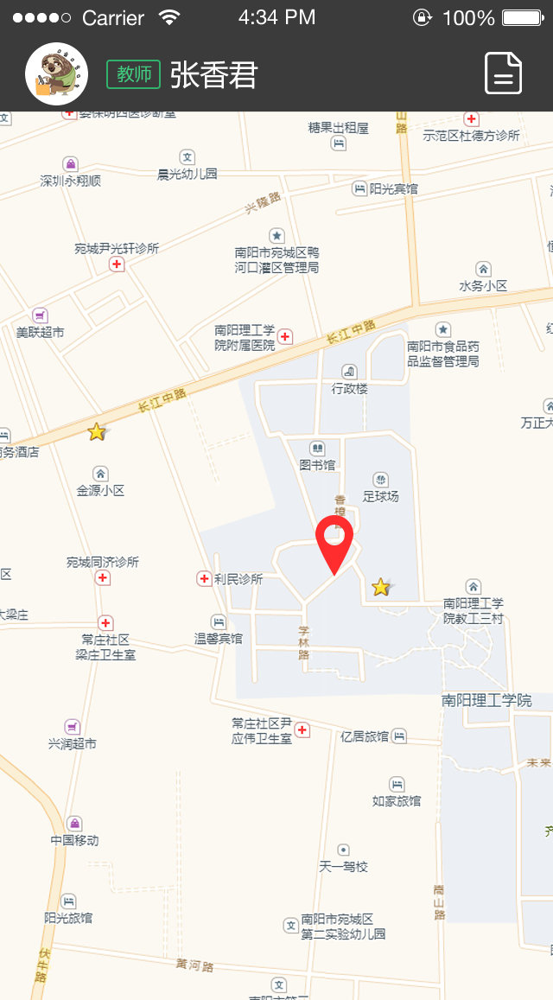 Carrier
4:34 PM
100%
教师 张香君
文
娄保明西医诊断室
糖果出租屋
山路
示范区杜德方诊所
深圳永翔顺
文
晨光幼儿园
阳光宾馆
兴隆路
宛城尹光轩诊所
南阳市宛城区鸭
河口灌区管理局
水务小区
美联超市
南阳理工学
院附属医院
长江中路
南阳市食品药
品监督管理局
行政楼
长江中路
万正大
商务酒店
图书馆
金源小区
足球场
香樟路
宛城同济诊所
区
利民诊所
南阳理工学
院教工三村
大梁庄
常庄社区
梁庄卫生室
温馨宾馆
学林路
南阳理工学院
兴润超市
常庄社区尹
应伟卫生室
亿居旅馆
未来
如家旅馆
齐
中国移动
天一驾校
阳光旅馆
文
南阳市宛城区
第二实验幼儿园
嵩山路
伏牛路
文